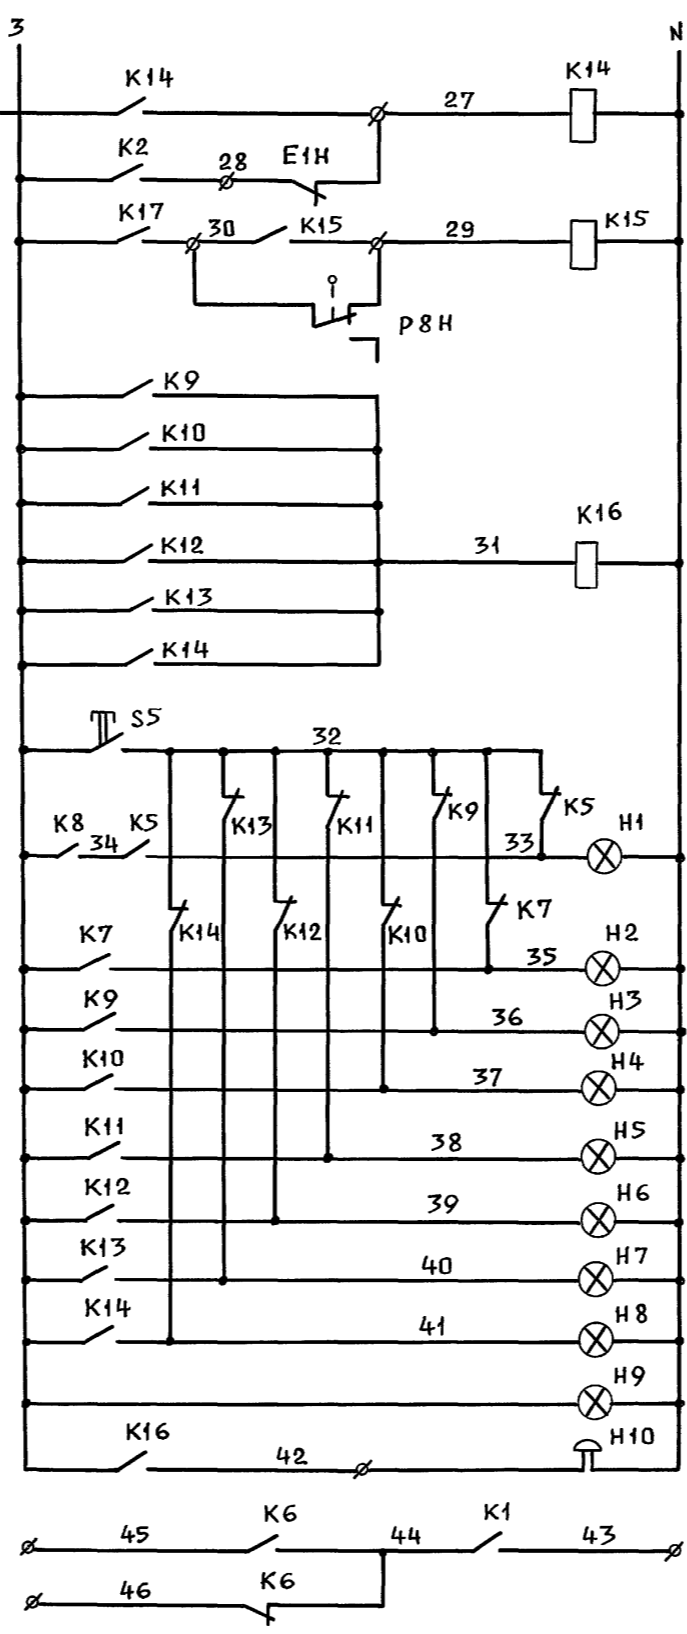 3 N
K14 27 K14
K2 28 E1H
K17 30 K15 29 K15
P8H
K9
K10
K11
K12 31 K16
K13
K14
S5 32
K13 K11 K9 K5
K8 34 K5 33 H1
K14 K12 K10 K7
K7 35 H2
K9 36 H3
K10 37 H4
K11 38 H5
K12 39 H6
K13 40 H7
K14 41 H8
H9
K16 42 H10
45 K6 44 K1 43
46 K6